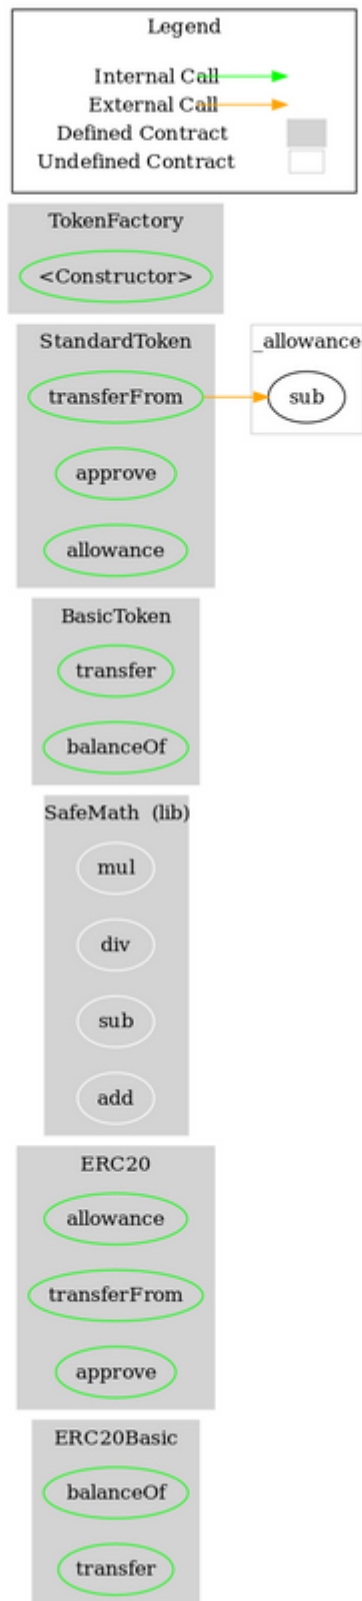 Legend
Internal Call
External Call
Defined Contract
Undefined Contract
TokenFactory
<Constructor>
StandardToken
_allowance
transferFrom
sub
approve
allowance
BasicToken
transfer
balanceOf
SafeMath (lib)
mul
div
sub
add
ERC20
allowance
transferFrom
approve
ERC20Basic
balanceOf
transfer